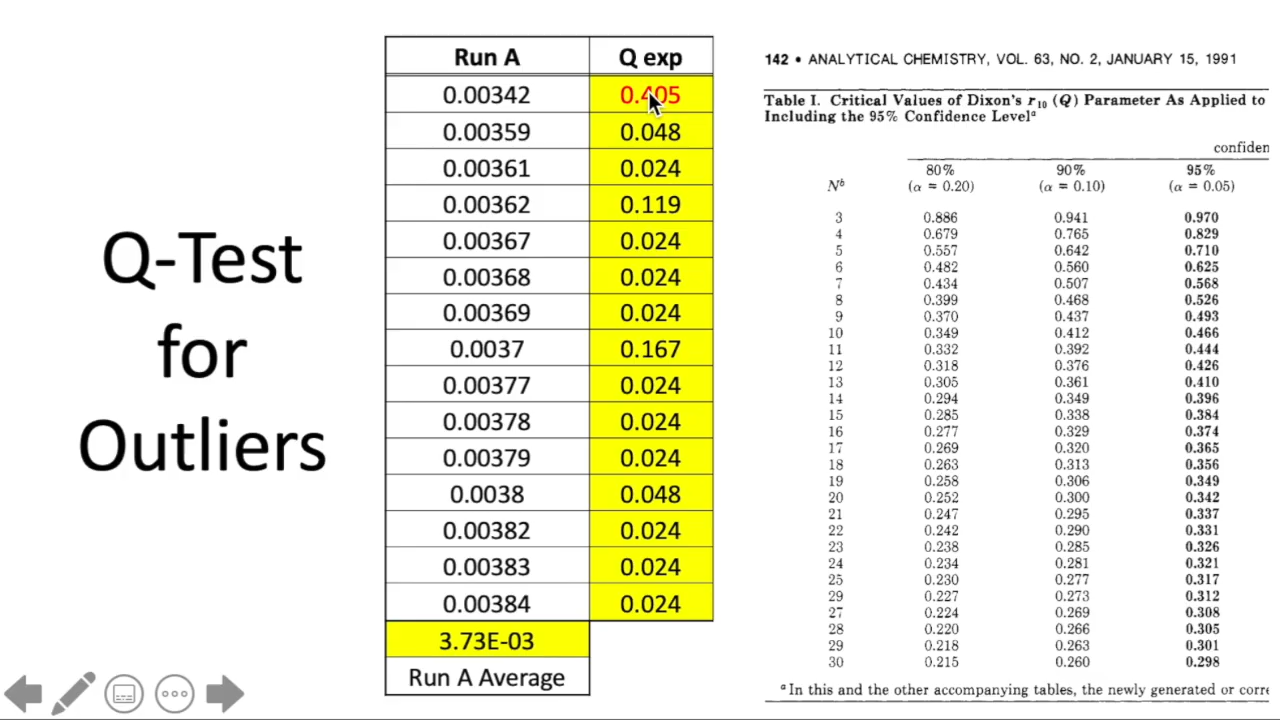 Q-Test
for
Outliers
Run A Q exp
0.00342 0.405
0.00359 0.048
0.00361 0.024
0.00362 0.119
0.00367 0.024
0.00368 0.024
0.00369 0.024
0.0037 0.167
0.00377 0.024
0.00378 0.024
0.00379 0.024
0.0038 0.048
0.00382 0.024
0.00383 0.024
0.00384 0.024
3.73E-03
Run A Average
142 • ANALYTICAL CHEMISTRY, VOL. 63, NO. 2, JANUARY 15, 1991
Table I. Critical Values of Dixon's r10 (Q) Parameter As Applied to
Including the 95% Confidence Levelᵃ
confiden
80% 90% 95%
Nᵇ (α = 0.20) (α = 0.10) (α = 0.05)
3 0.886 0.941 0.970
4 0.679 0.765 0.829
5 0.557 0.642 0.710
6 0.482 0.560 0.625
7 0.434 0.507 0.568
8 0.399 0.468 0.526
9 0.370 0.437 0.493
10 0.349 0.412 0.466
11 0.332 0.392 0.444
12 0.318 0.376 0.426
13 0.305 0.361 0.410
14 0.294 0.349 0.396
15 0.285 0.338 0.384
16 0.277 0.329 0.374
17 0.269 0.320 0.365
18 0.263 0.313 0.356
19 0.258 0.306 0.349
20 0.252 0.300 0.342
21 0.247 0.295 0.337
22 0.242 0.290 0.331
23 0.238 0.285 0.326
24 0.234 0.281 0.321
25 0.230 0.277 0.317
29 0.227 0.273 0.312
27 0.224 0.269 0.308
28 0.220 0.266 0.305
29 0.218 0.263 0.301
30 0.215 0.260 0.298
ᵃ In this and the other accompanying tables, the newly generated or corre